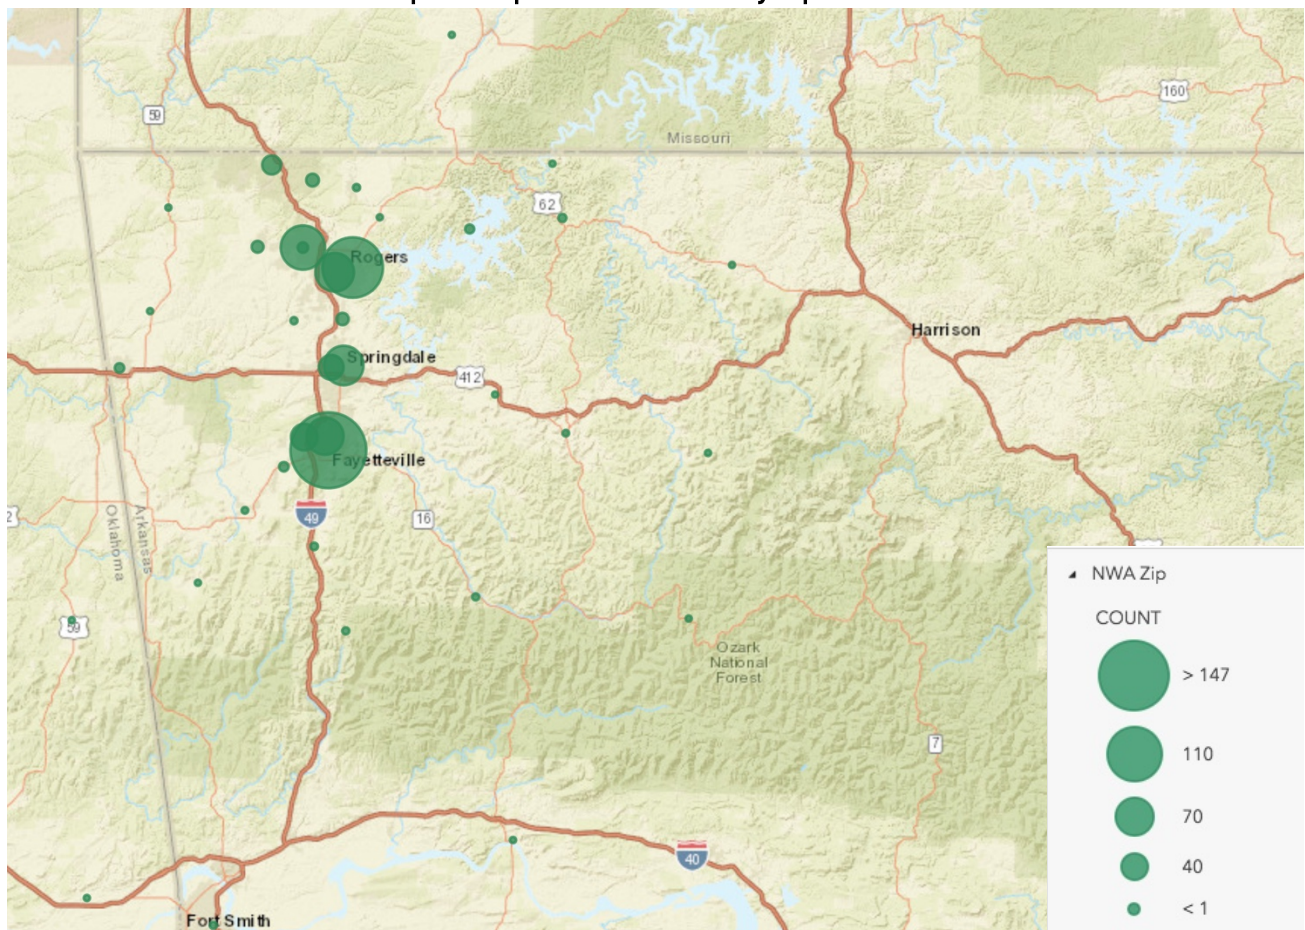 59
160
Missouri
62
Rogers
Harrison
Springdale
412
Fayetteville
49
16
2
Oklahoma
Arkansas
59
Ozark
National
Forest
7
40
Fort Smith
NWA Zip
COUNT
> 147
110
70
40
< 1